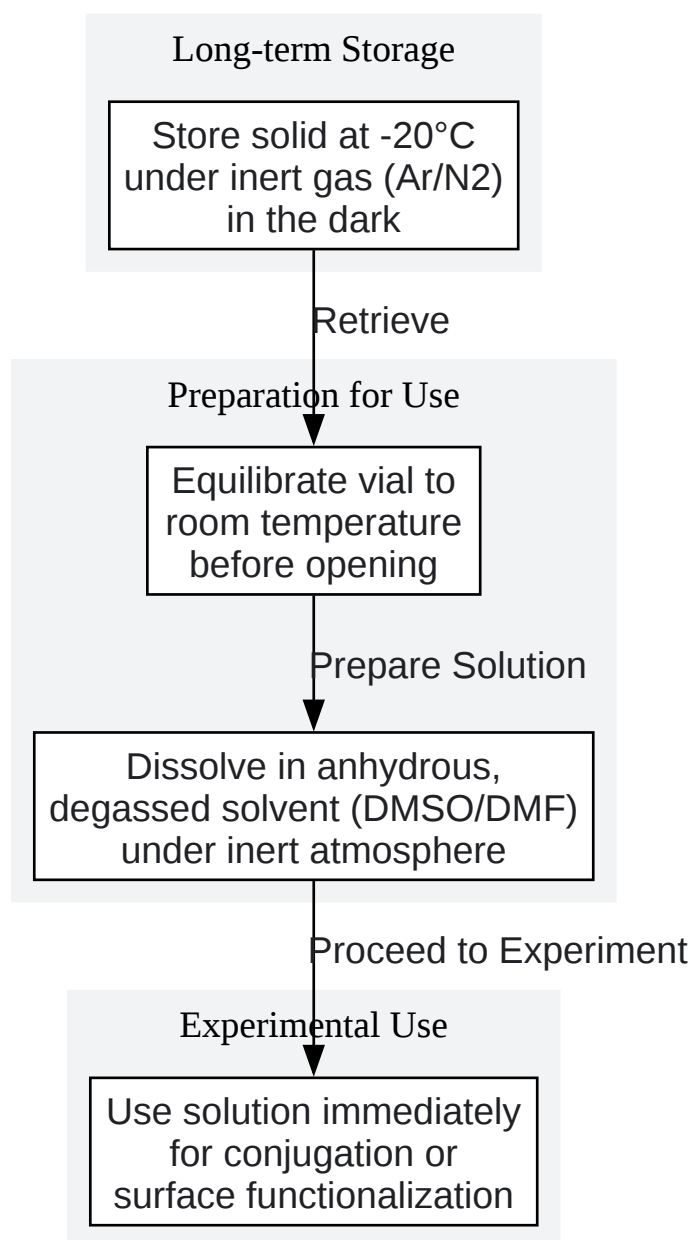 Long-term Storage
Store solid at -20°C
under inert gas (Ar/N2)
in the dark
Retrieve
Preparation for Use
Equilibrate vial to
room temperature
before opening
Prepare Solution
Dissolve in anhydrous,
degassed solvent (DMSO/DMF)
under inert atmosphere
Proceed to Experiment
Experimental Use
Use solution immediately
for conjugation or
surface functionalization